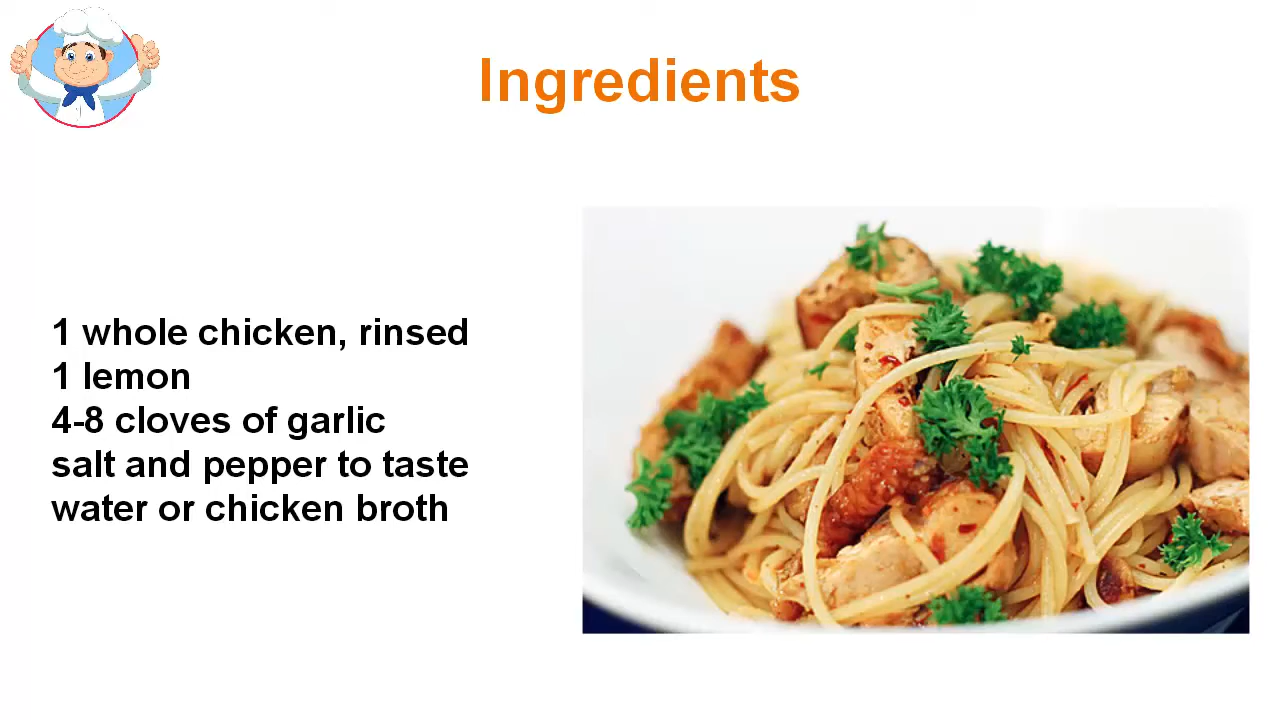 Ingredients
1 whole chicken, rinsed
1 lemon
4-8 cloves of garlic
salt and pepper to taste
water or chicken broth